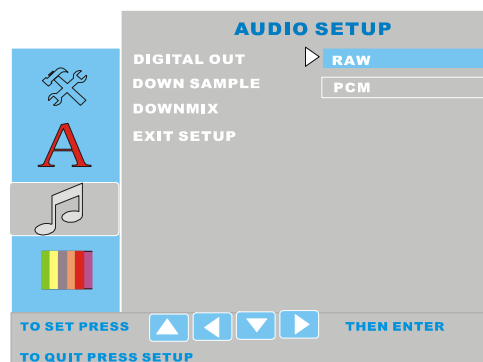 AUDIO SETUP
DIGITAL OUT RAW
DOWN SAMPLE PCM
DOWNMIX
EXIT SETUP
A
TO SET PRESS THEN ENTER
TO QUIT PRESS SETUP